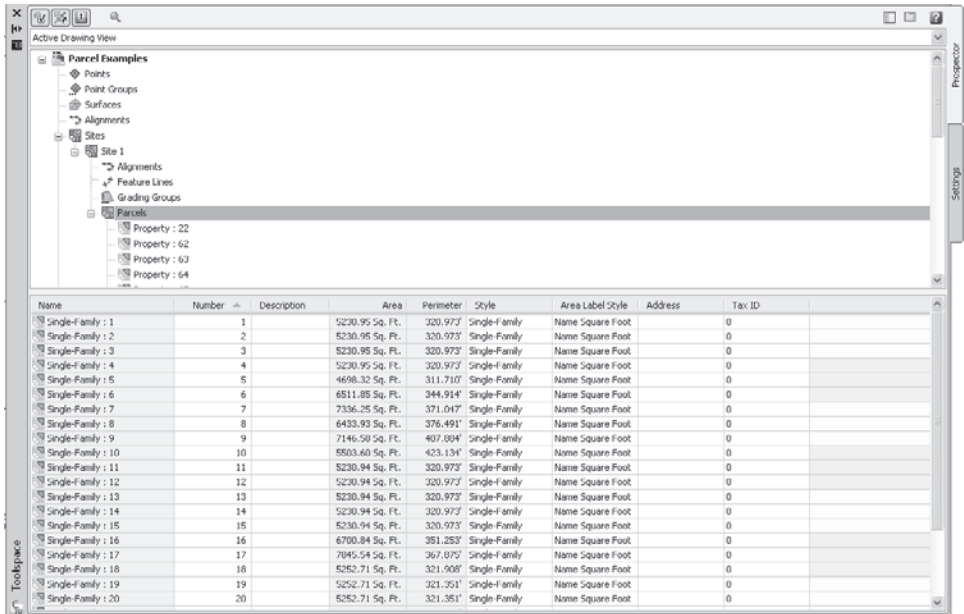 Active Drawing View
Parcel Examples
Points
Point Groups
Surfaces
Alignments
Sites
Site 1
Alignments
Feature Lines
Grading Groups
Parcels
Property : 22
Property : 62
Property : 63
Property : 64
Name Number Description Area Perimeter Style Area Label Style Address Tax ID
Single-Family : 1 1 5230.95 Sq. Ft. 320.973' Single-Family Name Square Foot 0
Single-Family : 2 2 5230.95 Sq. Ft. 320.973' Single-Family Name Square Foot 0
Single-Family : 3 3 5230.95 Sq. Ft. 320.973' Single-Family Name Square Foot 0
Single-Family : 4 4 5230.95 Sq. Ft. 320.973' Single-Family Name Square Foot 0
Single-Family : 5 5 4698.32 Sq. Ft. 311.710' Single-Family Name Square Foot 0
Single-Family : 6 6 6511.85 Sq. Ft. 344.914' Single-Family Name Square Foot 0
Single-Family : 7 7 7336.25 Sq. Ft. 371.047' Single-Family Name Square Foot 0
Single-Family : 8 8 6433.93 Sq. Ft. 376.491' Single-Family Name Square Foot 0
Single-Family : 9 9 7146.50 Sq. Ft. 407.884' Single-Family Name Square Foot 0
Single-Family : 10 10 5503.60 Sq. Ft. 423.134' Single-Family Name Square Foot 0
Single-Family : 11 11 5230.94 Sq. Ft. 320.973' Single-Family Name Square Foot 0
Single-Family : 12 12 5230.94 Sq. Ft. 320.973' Single-Family Name Square Foot 0
Single-Family : 13 13 5230.94 Sq. Ft. 320.973' Single-Family Name Square Foot 0
Single-Family : 14 14 5230.94 Sq. Ft. 320.973' Single-Family Name Square Foot 0
Single-Family : 15 15 5230.94 Sq. Ft. 320.973' Single-Family Name Square Foot 0
Single-Family : 16 16 6700.84 Sq. Ft. 351.253' Single-Family Name Square Foot 0
Single-Family : 17 17 7045.54 Sq. Ft. 367.075' Single-Family Name Square Foot 0
Single-Family : 18 18 5252.71 Sq. Ft. 321.908' Single-Family Name Square Foot 0
Single-Family : 19 19 5252.71 Sq. Ft. 321.351' Single-Family Name Square Foot 0
Single-Family : 20 20 5252.71 Sq. Ft. 321.351' Single-Family Name Square Foot 0
Prospector
Settings
Toolspace